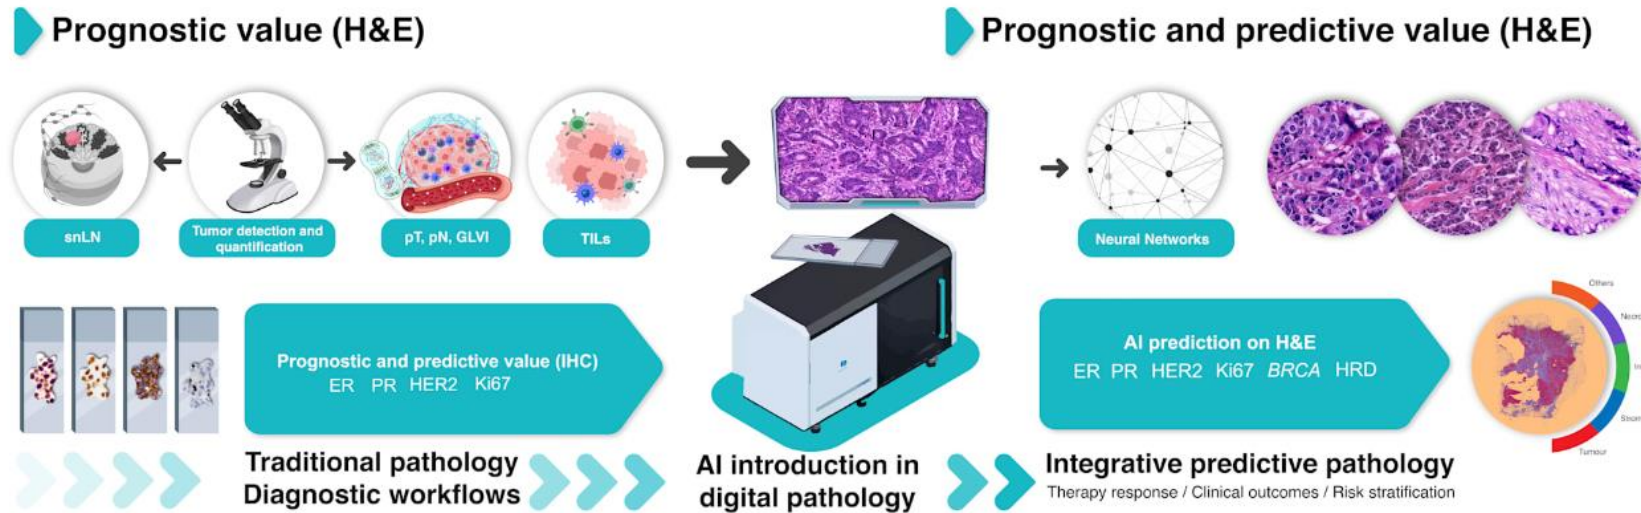 Prognostic value (H&E)
Prognostic and predictive value (H&E)
snLN
Tumor detection and
quantification
pT, pN, GLVI
TILs
Neural Networks
Prognostic and predictive value (IHC)
ER PR HER2 Ki67
AI prediction on H&E
ER PR HER2 Ki67 BRCA HRD
Others
Necro
Strom
Tumour
Traditional pathology
Diagnostic workflows
AI introduction in
digital pathology
Integrative predictive pathology
Therapy response / Clinical outcomes / Risk stratification